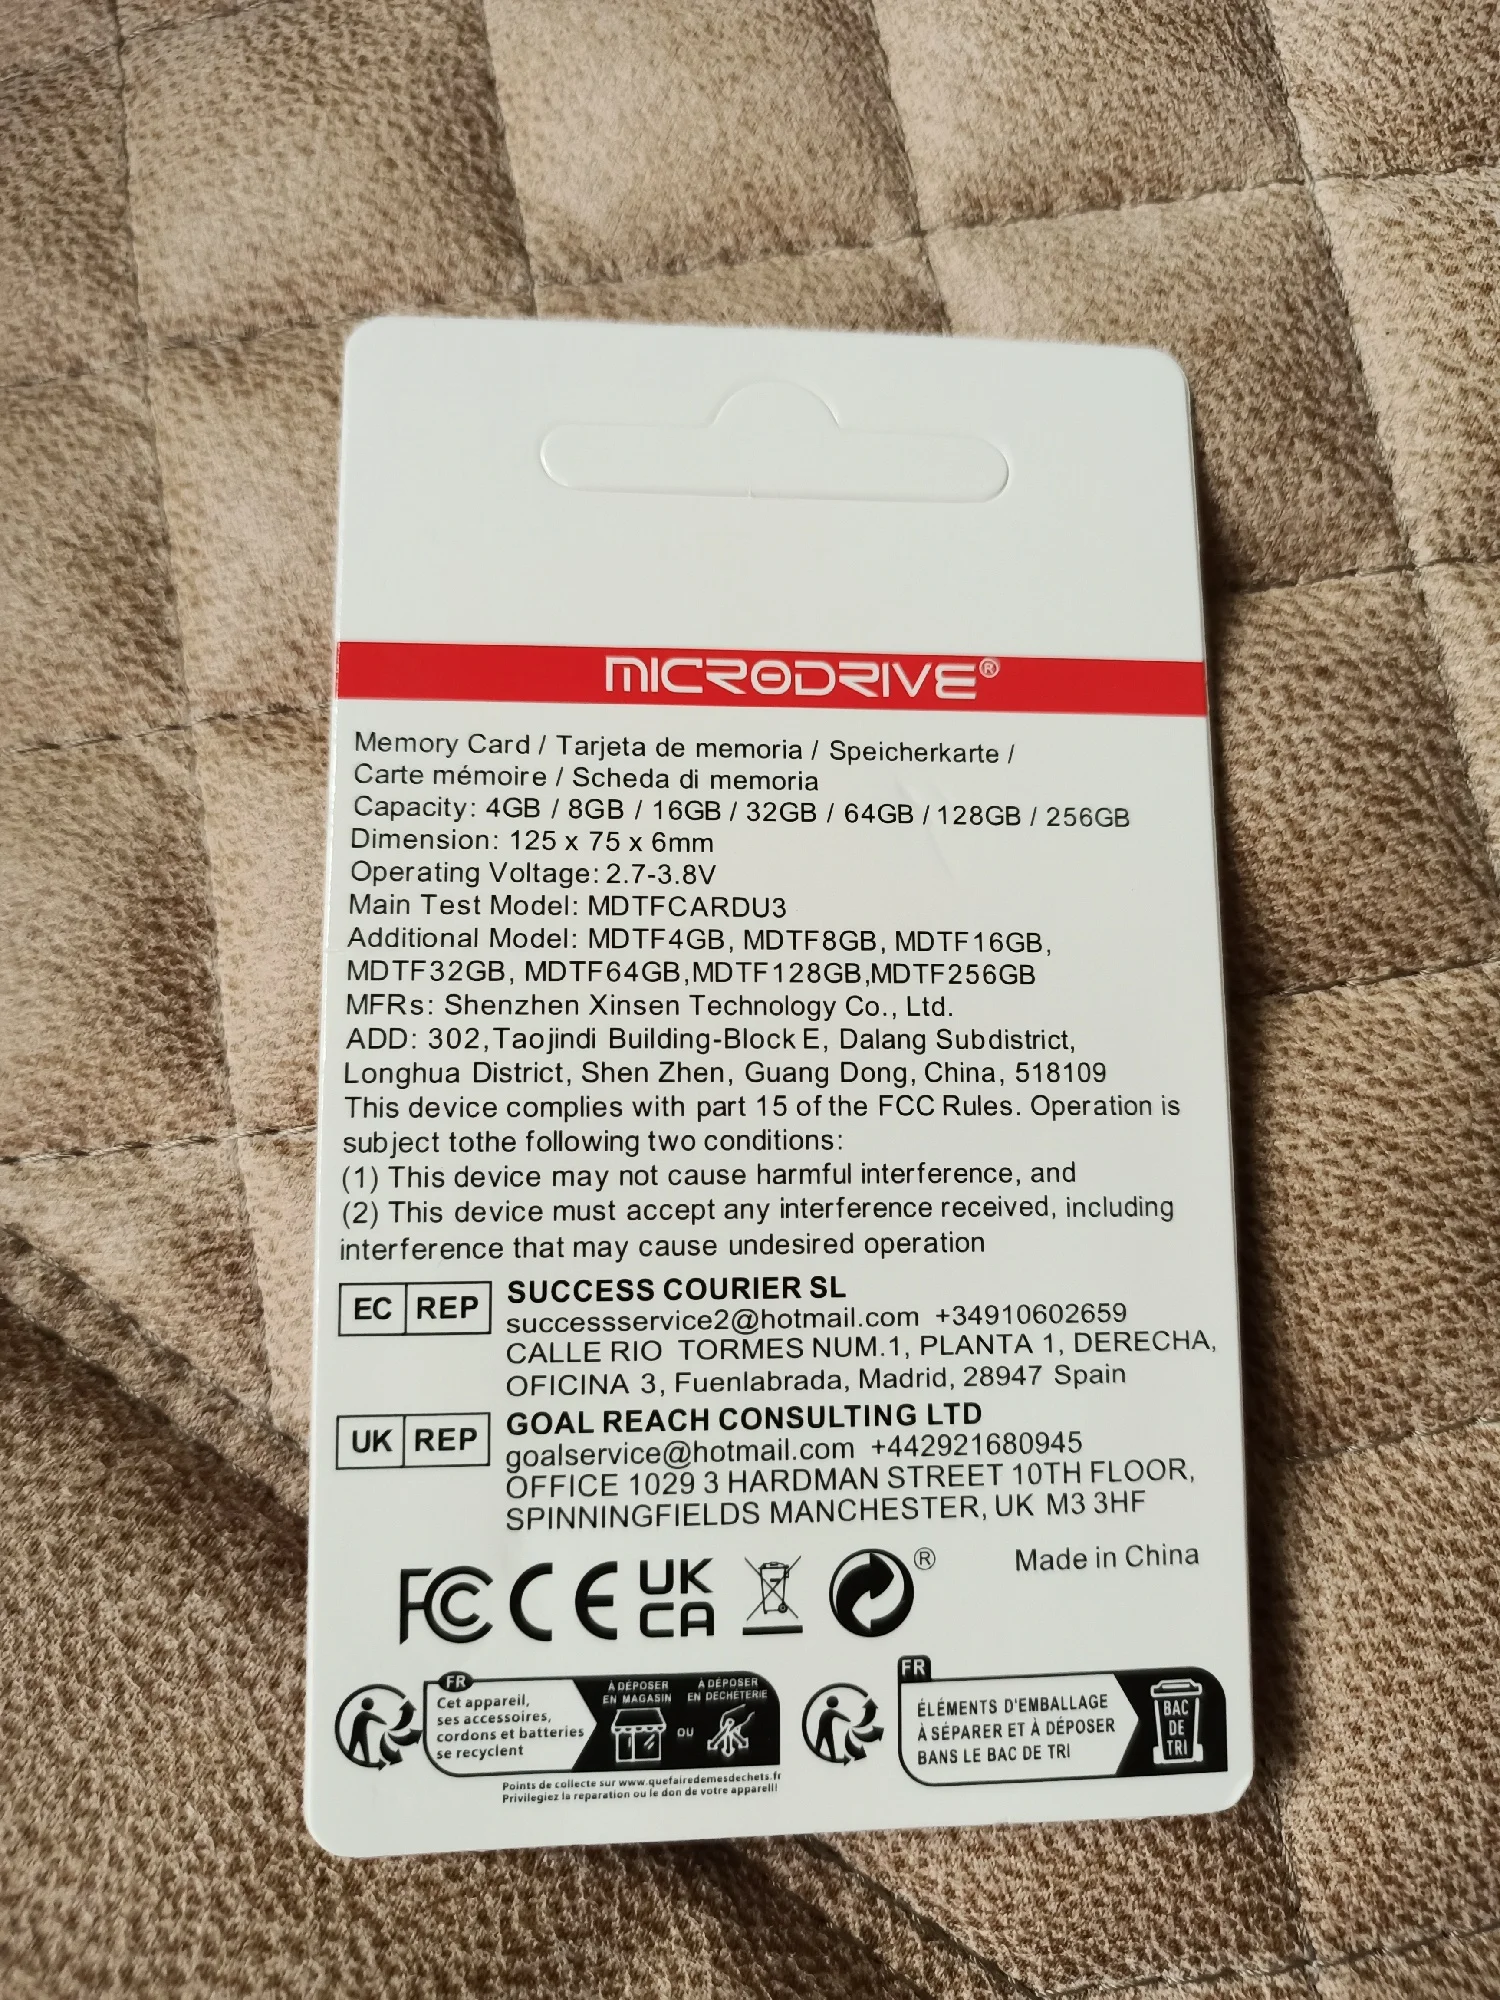 MICRODRIVE®
Memory Card / Tarjeta de memoria / Speicherkarte /
Carte mémoire / Scheda di memoria
Capacity: 4GB / 8GB / 16GB / 32GB / 64GB / 128GB / 256GB
Dimension: 125 x 75 x 6mm
Operating Voltage: 2.7-3.8V
Main Test Model: MDTFCARDU3
Additional Model: MDTF4GB, MDTF8GB, MDTF16GB,
MDTF32GB, MDTF64GB,MDTF128GB,MDTF256GB
MFRs: Shenzhen Xinsen Technology Co., Ltd.
ADD: 302,Taojindi Building-Block E, Dalang Subdistrict,
Longhua District, Shen Zhen, Guang Dong, China, 518109
This device complies with part 15 of the FCC Rules. Operation is
subject tothe following two conditions:
(1) This device may not cause harmful interference, and
(2) This device must accept any interference received, including
interference that may cause undesired operation
EC REP
SUCCESS COURIER SL
successservice2@hotmail.com +34910602659
CALLE RIO TORMES NUM.1, PLANTA 1, DERECHA,
OFICINA 3, Fuenlabrada, Madrid, 28947 Spain
UK REP
GOAL REACH CONSULTING LTD
goalservice@hotmail.com +442921680945
OFFICE 1029 3 HARDMAN STREET 10TH FLOOR,
SPINNINGFIELDS MANCHESTER, UK M3 3HF
FC CE UK CA ®
Made in China
FR
Cet appareil,
ses accessoires,
cordons et batteries
se recyclent
À DÉPOSER
EN MAGASIN
OU
À DÉPOSER
EN DÉCHÈTERIE
Points de collecte sur www.quefairedemesdechets.fr
Privilegiez la reparation ou le don de votre appareil!
FR
ÉLÉMENTS D'EMBALLAGE
À SÉPARER ET À DÉPOSER
BANS LE BAC DE TRI
BAC
DE
TRI